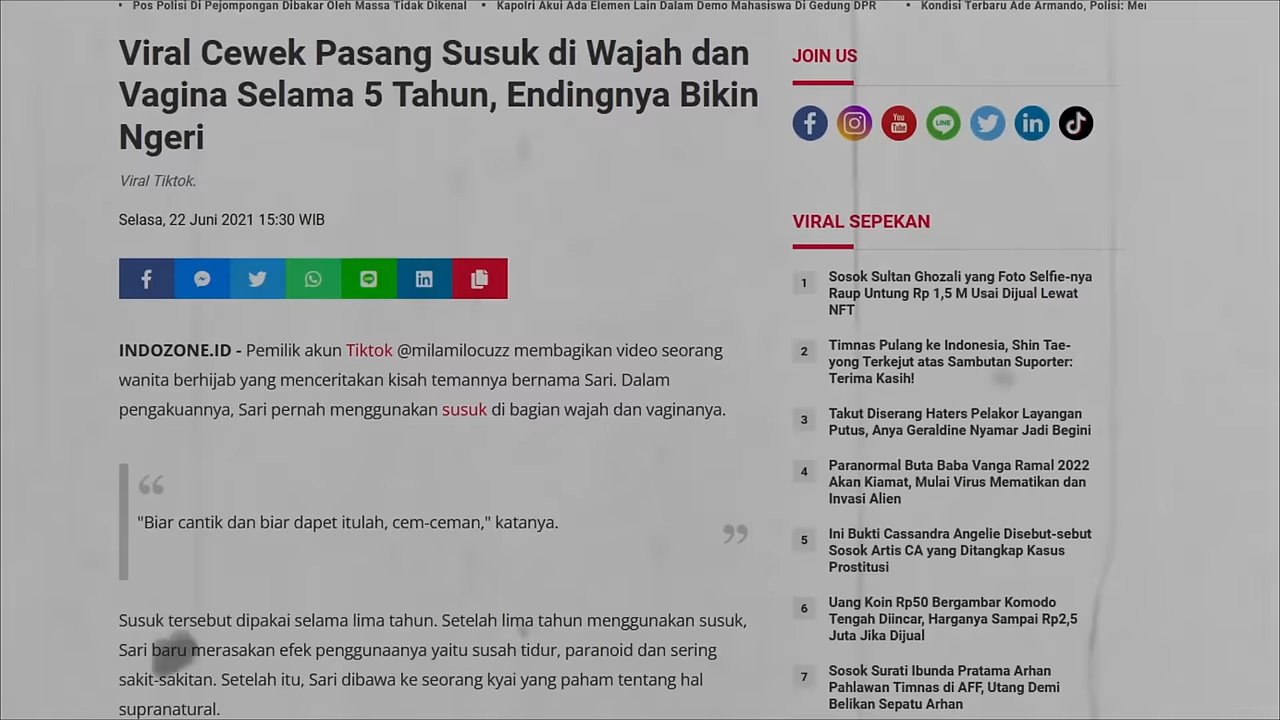 Pos Polisi Di Pejompongan Dibakar Oleh Massa Tidak Dikenal
Kapolri Akui Ada Elemen Lain Dalam Demo Mahasiswa Di Gedung DPR
Kondisi Terbaru Ade Armando, Polisi:
Viral Cewek Pasang Susuk di Wajah dan
Vagina Selama 5 Tahun, Endingnya Bikin
Ngeri
Viral Tiktok.
Selasa, 22 Juni 2021 15:30 WIB
INDOZONE.ID - Pemilik akun Tiktok @milamilocuzz membagikan video seorang
wanita berhijab yang menceritakan kisah temannya bernama Sari. Dalam
pengakuannya, Sari pernah menggunakan susuk di bagian wajah dan vaginanya.
"Biar cantik dan biar dapet itulah, cem-ceman," katanya.
Susuk tersebut dipakai selama lima tahun. Setelah lima tahun menggunakan susuk,
Sari baru merasakan efek penggunaanya yaitu susah tidur, paranoid dan sering
sakit-sakitan. Setelah itu, Sari dibawa ke seorang kyai yang paham tentang hal
supranatural.
JOIN US
You
Tube
LINE
VIRAL SEPEKAN
1
Sosok Sultan Ghozali yang Foto Selfie-nya
Raup Untung Rp 1,5 M Usai Dijual Lewat
NFT
2
Timnas Pulang ke Indonesia, Shin Tae-
yong Terkejut atas Sambutan Suporter:
Terima Kasih!
3
Takut Diserang Haters Pelakor Layangan
Putus, Anya Geraldine Nyamar Jadi Begini
4
Paranormal Buta Baba Vanga Ramal 2022
Akan Kiamat, Mulai Virus Mematikan dan
Invasi Alien
5
Ini Bukti Cassandra Angelie Disebut-sebut
Sosok Artis CA yang Ditangkap Kasus
Prostitusi
6
Uang Koin Rp50 Bergambar Komodo
Tengah Diincar, Harganya Sampai Rp2,5
Juta Jika Dijual
7
Sosok Surati Ibunda Pratama Arhan
Pahlawan Timnas di AFF, Utang Demi
Belikan Sepatu Arhan